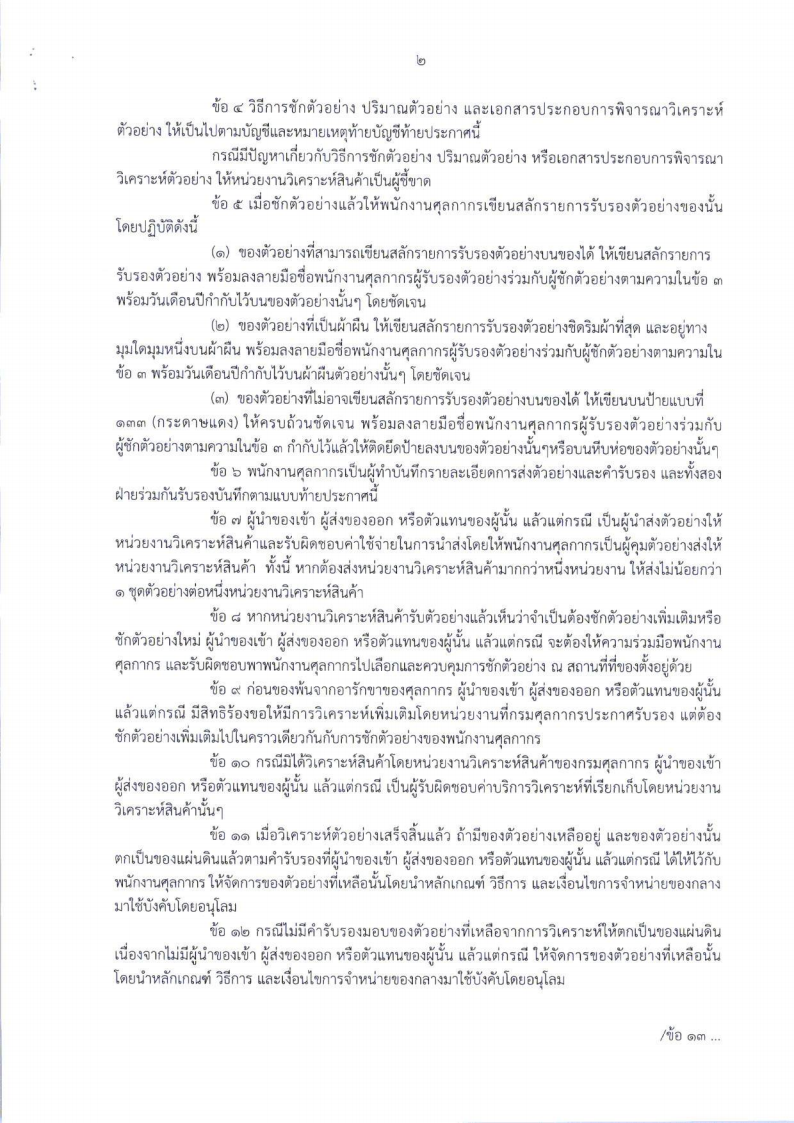 ๒
ข้อ ๔ วิธีการชักตัวอย่าง ปริมาณตัวอย่าง และเอกสารประกอบการพิจารณาวิเคราะห์
ตัวอย่าง ให้เป็นไปตามบัญชีและหมายเหตุท้ายบัญชีท้ายประกาศนี้
กรณีมีปัญหาเกี่ยวกับวิธีการชักตัวอย่าง ปริมาณตัวอย่าง หรือเอกสารประกอบการพิจารณา
วิเคราะห์ตัวอย่าง ให้หน่วยงานวิเคราะห์สินค้าเป็นผู้ชี้ขาด
ข้อ ๕ เมื่อชักตัวอย่างแล้วให้พนักงานศุลกากรเขียนสลักรายการรับรองตัวอย่างของนั้น
โดยปฏิบัติดังนี้
(๑) ของตัวอย่างที่สามารถเขียนสลักรายการรับรองตัวอย่างบนของได้ ให้เขียนสลักรายการ
รับรองตัวอย่าง พร้อมลงลายมือชื่อพนักงานศุลกากรผู้รับรองตัวอย่างร่วมกับผู้ชักตัวอย่างตามความในข้อ ๓
พร้อมวันเดือนปีกำกับไว้บนของตัวอย่างนั้นๆ โดยชัดเจน
(๒) ของตัวอย่างที่เป็นผ้าผืน ให้เขียนสลักรายการรับรองตัวอย่างชิดริมผ้าที่สุด และอยู่ทาง
มุมใดมุมหนึ่งบนผ้าผืน พร้อมลงลายมือชื่อพนักงานศุลกากรผู้รับรองตัวอย่างร่วมกับผู้ชักตัวอย่างตามความใน
ข้อ ๓ พร้อมวันเดือนปีกำกับไว้บนผ้าผืนตัวอย่างนั้นๆ โดยชัดเจน
(๓) ของตัวอย่างที่ไม่อาจเขียนสลักรายการรับรองตัวอย่างบนของได้ ให้เขียนบนป้ายแบบที่
๑๓๓ (กระดาษแดง) ให้ครบถ้วนชัดเจน พร้อมลงลายมือชื่อพนักงานศุลกากรผู้รับรองตัวอย่างร่วมกับ
ผู้ชักตัวอย่างตามความในข้อ ๓ กำกับไว้แล้วให้ติดยึดป้ายลงบนของตัวอย่างนั้นๆหรือบนหีบห่อของตัวอย่างนั้นๆ
ข้อ ๖ พนักงานศุลกากรเป็นผู้ทำบันทึกรายละเอียดการส่งตัวอย่างและคำรับรอง และทั้งสอง
ฝ่ายร่วมกันรับรองบันทึกตามแบบท้ายประกาศนี้
ข้อ ๗ ผู้นำของเข้า ผู้ส่งของออก หรือตัวแทนของผู้นั้น แล้วแต่กรณี เป็นผู้นำส่งตัวอย่างให้
หน่วยงานวิเคราะห์สินค้าและรับผิดชอบค่าใช้จ่ายในการนำส่งโดยให้พนักงานศุลกากรเป็นผู้คุมตัวอย่างส่งให้
หน่วยงานวิเคราะห์สินค้า ทั้งนี้ หากต้องส่งหน่วยงานวิเคราะห์สินค้ามากกว่าหนึ่งหน่วยงาน ให้ส่งไม่น้อยกว่า
๑ ชุดตัวอย่างต่อหนึ่งหน่วยงานวิเคราะห์สินค้า
ข้อ ๘ หากหน่วยงานวิเคราะห์สินค้ารับตัวอย่างแล้วเห็นว่าจำเป็นต้องชักตัวอย่างเพิ่มเติมหรือ
ชักตัวอย่างใหม่ ผู้นำของเข้า ผู้ส่งของออก หรือตัวแทนของผู้นั้น แล้วแต่กรณี จะต้องให้ความร่วมมือพนักงาน
ศุลกากร และรับผิดชอบพาพนักงานศุลกากรไปเลือกและควบคุมการชักตัวอย่าง ณ สถานที่ที่ของตั้งอยู่ด้วย
ข้อ ๙ ก่อนของพ้นจากอารักขาของศุลกากร ผู้นำของเข้า ผู้ส่งของออก หรือตัวแทนของผู้นั้น
แล้วแต่กรณี มีสิทธิร้องขอให้มีการวิเคราะห์เพิ่มเติมโดยหน่วยงานที่กรมศุลกากรประกาศรับรอง แต่ต้อง
ชักตัวอย่างเพิ่มเติมไปในคราวเดียวกันกับการชักตัวอย่างของพนักงานศุลกากร
ข้อ ๑๐ กรณีมิได้วิเคราะห์สินค้าโดยหน่วยงานวิเคราะห์สินค้าของกรมศุลกากร ผู้นำของเข้า
ผู้ส่งของออก หรือตัวแทนของผู้นั้น แล้วแต่กรณี เป็นผู้รับผิดชอบค่าบริการวิเคราะห์ที่เรียกเก็บโดยหน่วยงาน
วิเคราะห์สินค้านั้นๆ
ข้อ ๑๑ เมื่อวิเคราะห์ตัวอย่างเสร็จสิ้นแล้ว ถ้ามีของตัวอย่างเหลืออยู่ และของตัวอย่างนั้น
ตกเป็นของแผ่นดินแล้วตามคำรับรองที่ผู้นำของเข้า ผู้ส่งของออก หรือตัวแทนของผู้นั้น แล้วแต่กรณี ได้ให้ไว้กับ
พนักงานศุลกากร ให้จัดการของตัวอย่างที่เหลือนั้นโดยนำหลักเกณฑ์ วิธีการ และเงื่อนไขการจำหน่ายของกลาง
มาใช้บังคับโดยอนุโลม
ข้อ ๑๒ กรณีไม่มีคำรับรองมอบของตัวอย่างที่เหลือจากการวิเคราะห์ให้ตกเป็นของแผ่นดิน
เนื่องจากไม่มีผู้นำของเข้า ผู้ส่งของออก หรือตัวแทนของผู้นั้น แล้วแต่กรณี ให้จัดการของตัวอย่างที่เหลือนั้น
โดยนำหลักเกณฑ์ วิธีการ และเงื่อนไขการจำหน่ายของกลางมาใช้บังคับโดยอนุโลม
/ข้อ ๑๓ ...